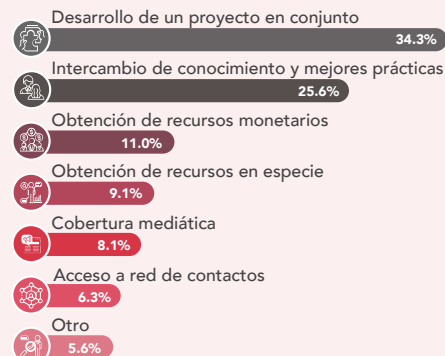 Desarrollo de un proyecto en conjunto
34.3%
Intercambio de conocimiento y mejores prácticas
25.6%
Obtención de recursos monetarios
11.0%
Obtención de recursos en especie
9.1%
Cobertura mediática
8.1%
Acceso a red de contactos
6.3%
Otro
5.6%